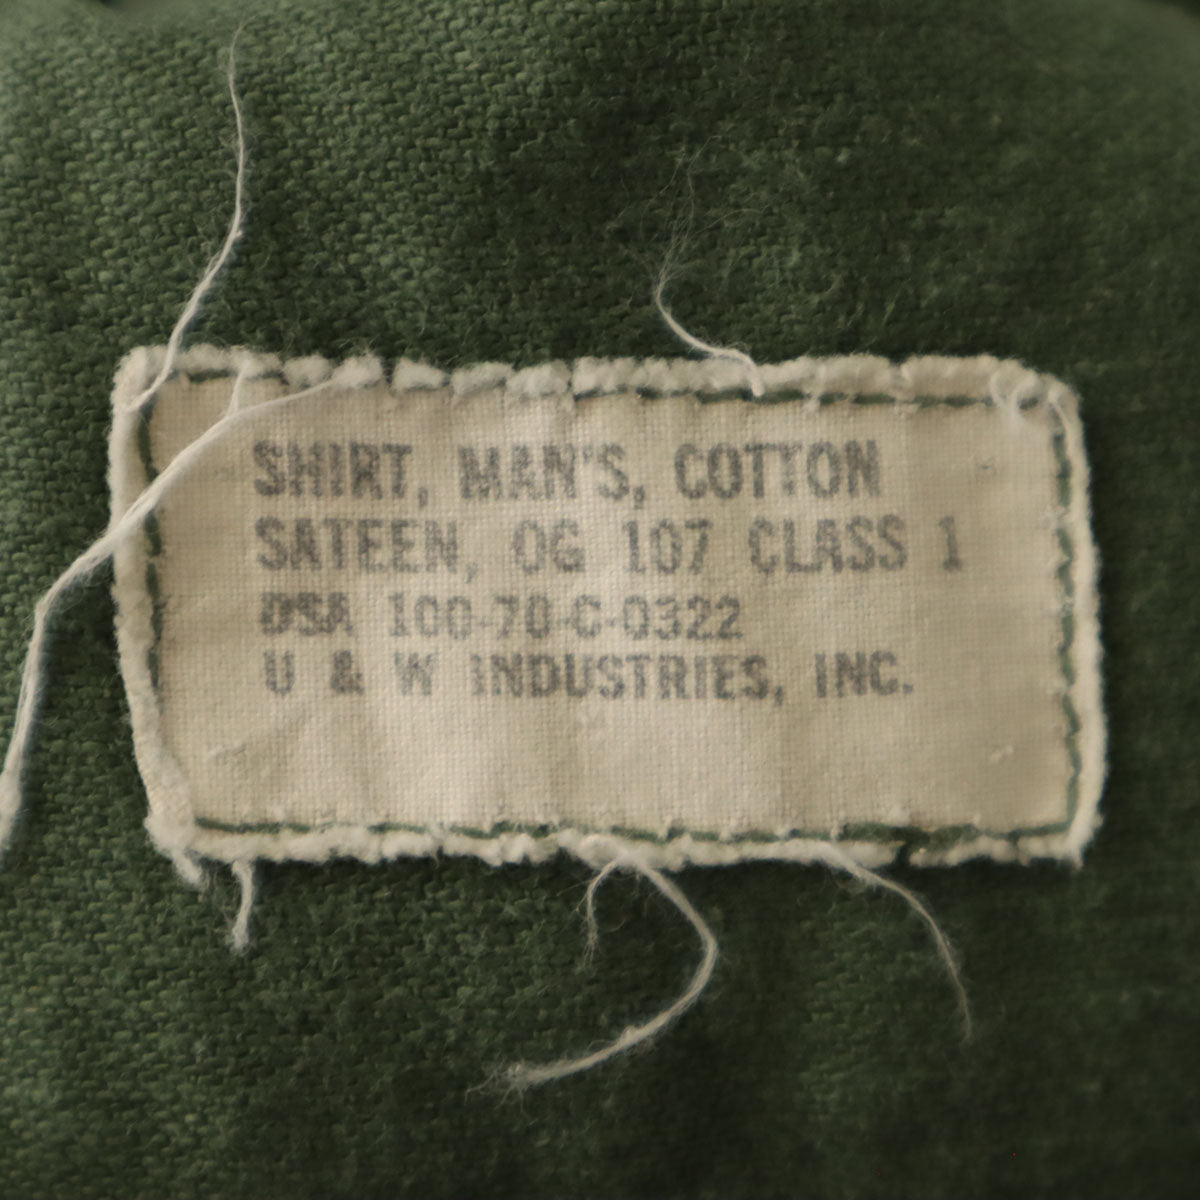 SHIRT, MAN'S, COTTON
SATEEN, OG 107 CLASS 1
DSA 100-70-C-0322
U & W INDUSTRIES, INC.